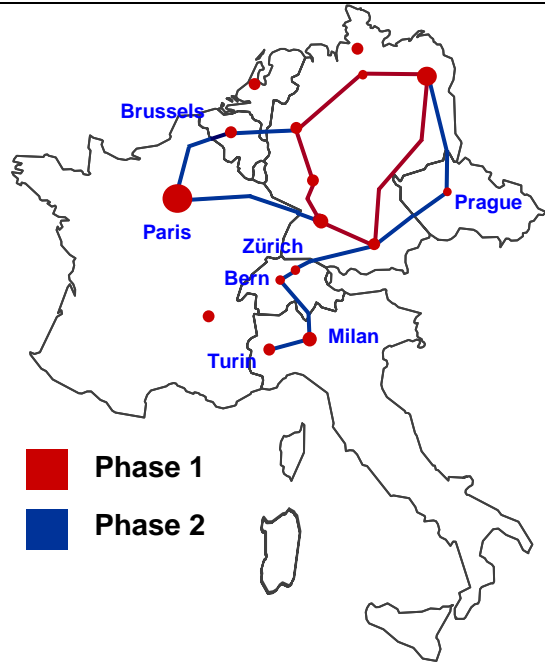 Brussels
Prague
Paris
Zürich
Bern
Milan
Turin
Phase 1
Phase 2